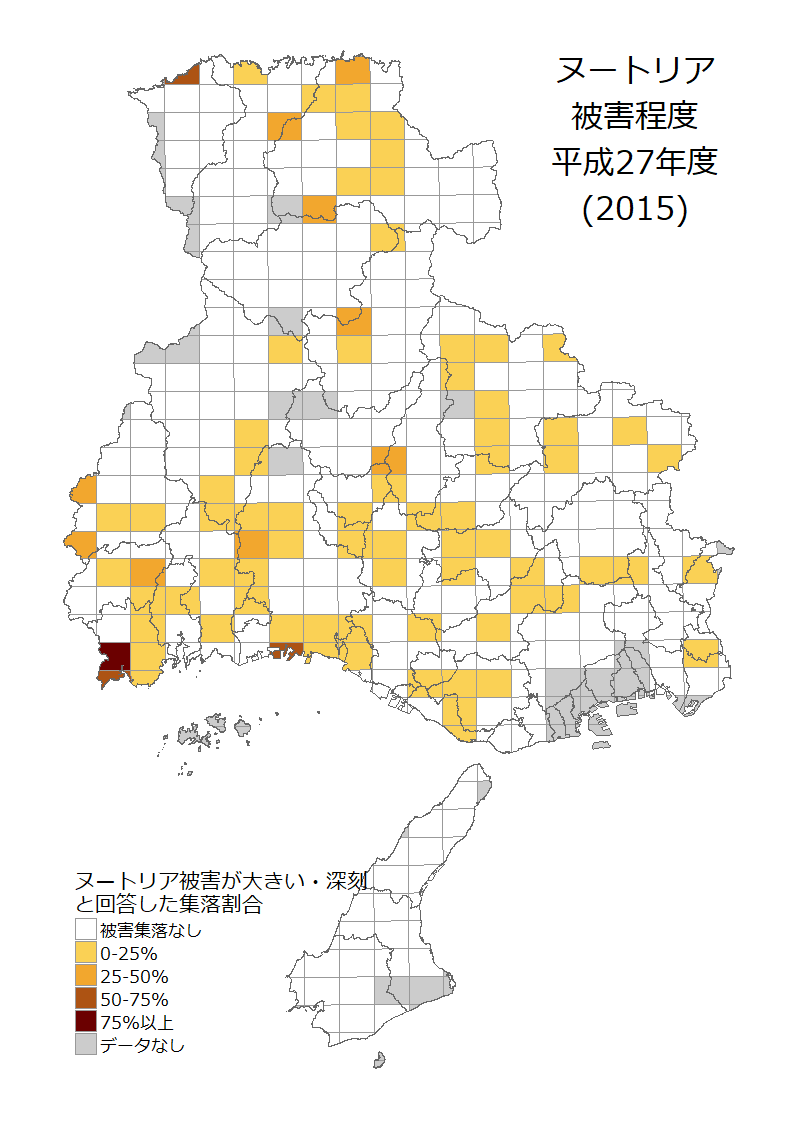 ヌートリア
被害程度
平成27年度
(2015)
ヌートリア被害が大きい・深刻
と回答した集落割合
被害集落なし
0-25%
25-50%
50-75%
75%以上
データなし